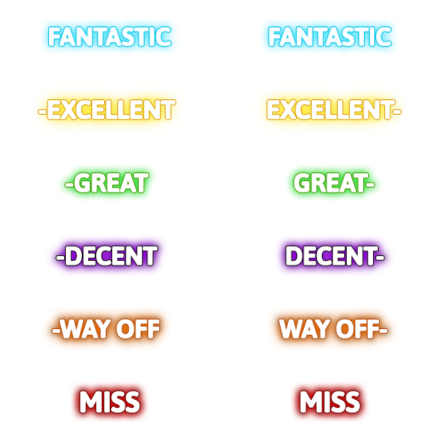 FANTASTIC FANTASTIC
-EXCELLENT EXCELLENT-
-GREAT GREAT-
-DECENT DECENT-
-WAY OFF WAY OFF-
MISS MISS